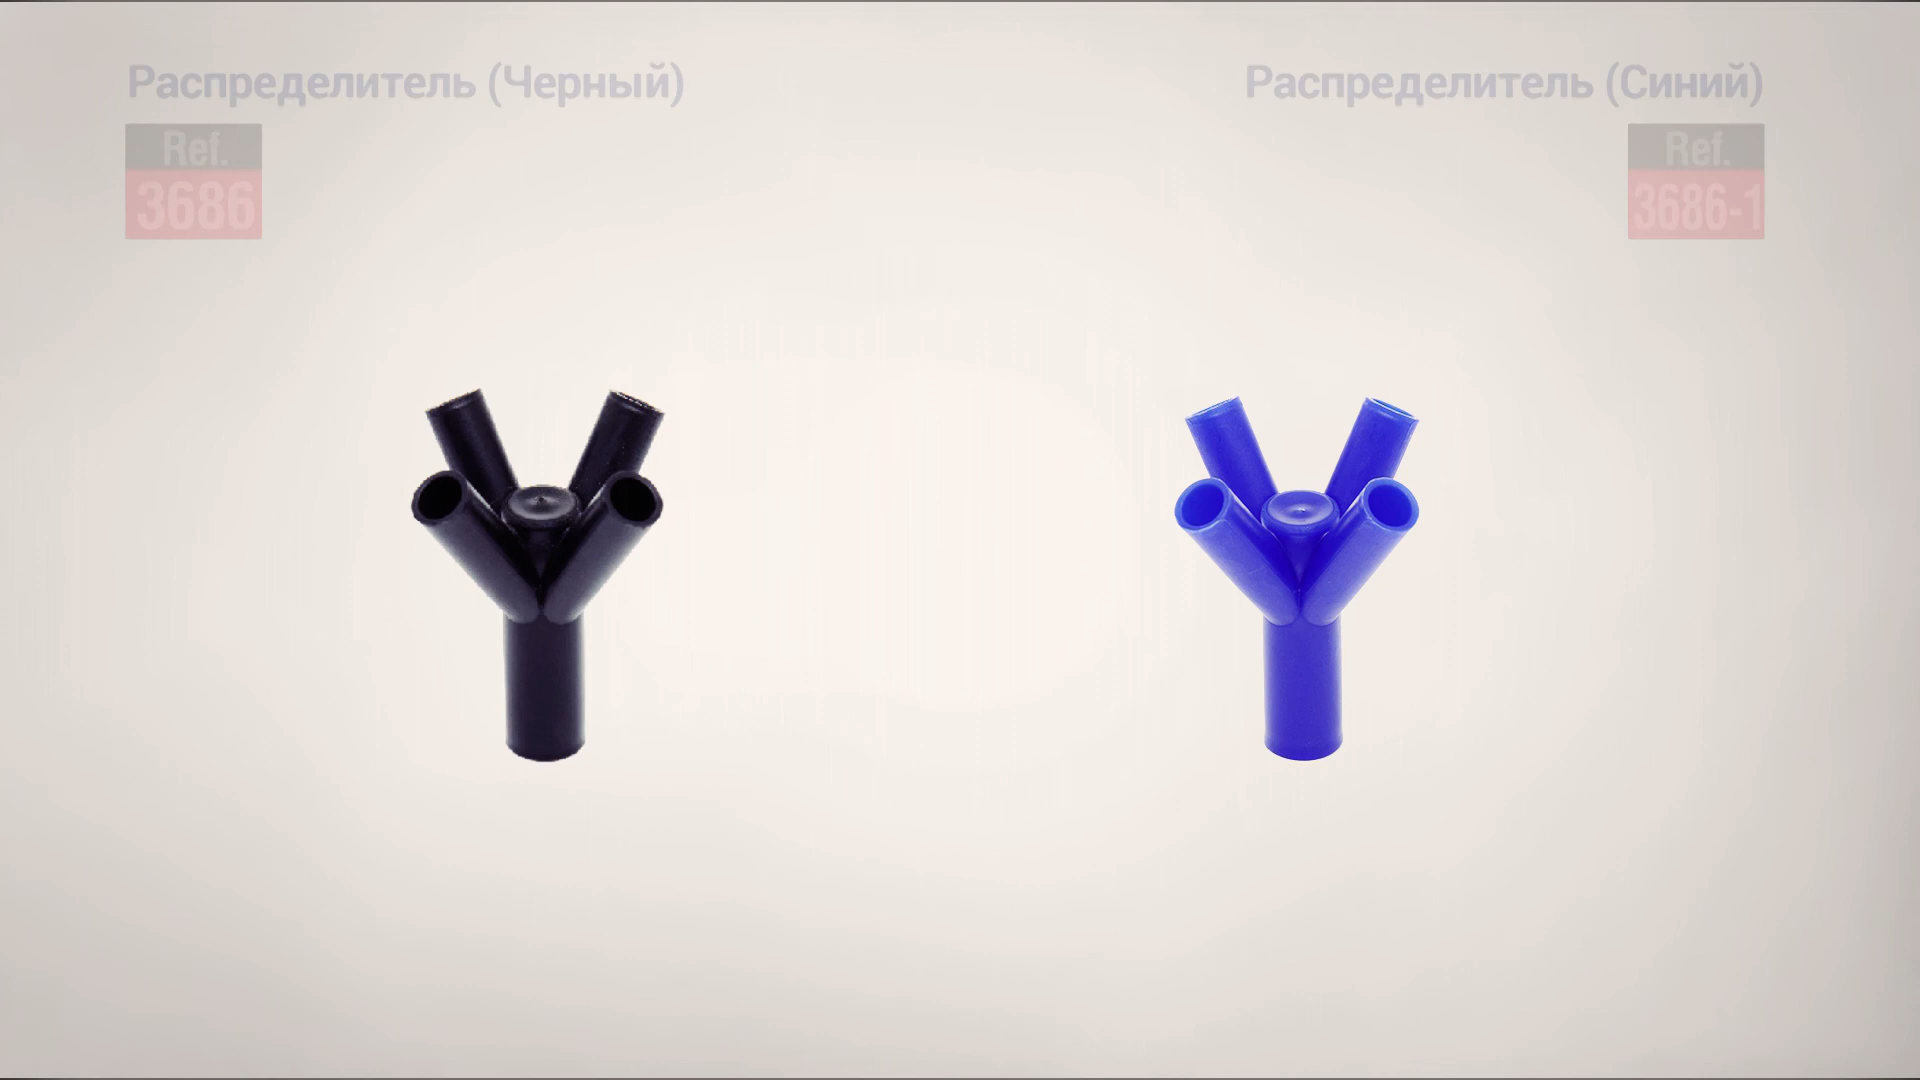 Распределитель (Черный)
Ref.
3686
Распределитель (Синий)
Ref.
3686-1